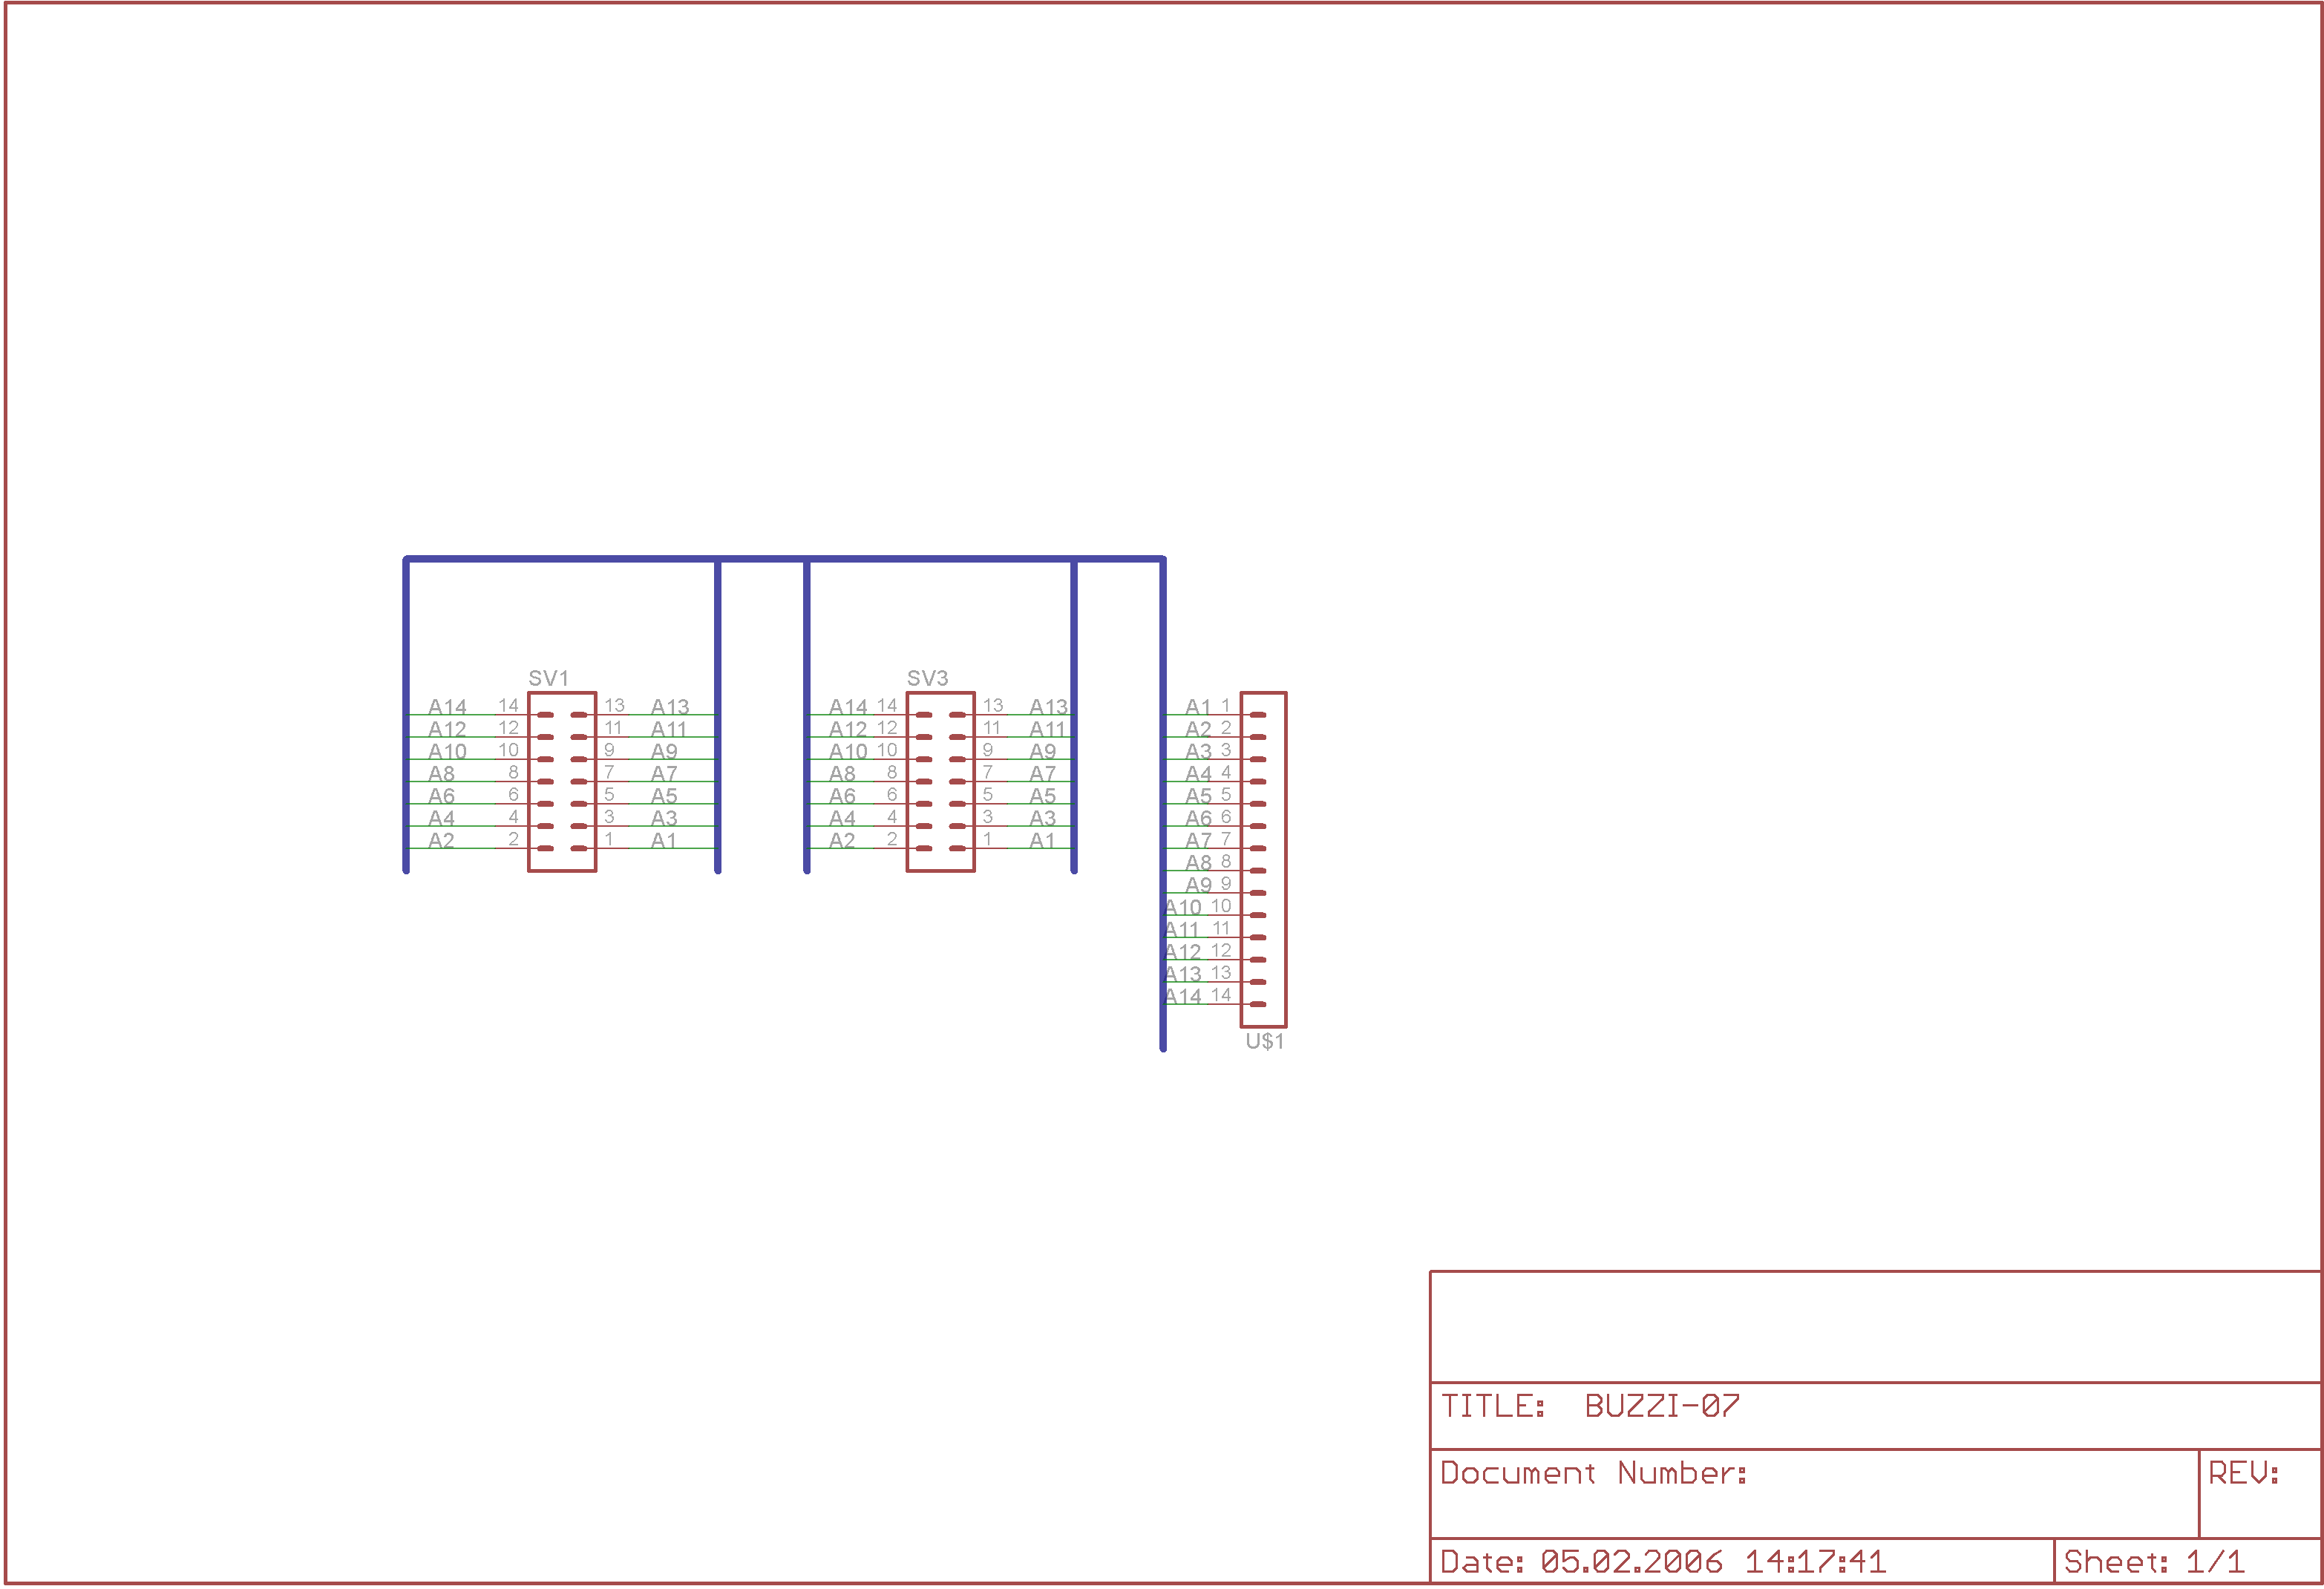 SV1 SV3
A14 14 13 A13 A14 14 13 A13 A1 1
A12 12 11 A11 A12 12 11 A11 A2 2
A10 10 9 A9 A10 10 9 A9 A3 3
A8 8 7 A7 A8 8 7 A7 A4 4
A6 6 5 A5 A6 6 5 A5 A5 5
A4 4 3 A3 A4 4 3 A3 A6 6
A2 2 1 A1 A2 2 1 A1 A7 7
A8 8
A9 9
A10 10
A11 11
A12 12
A13 13
A14 14
U$1
TITLE: BUZZI-07
Document Number: REV:
Date: 05.02.2006 14:17:41 Sheet: 1/1